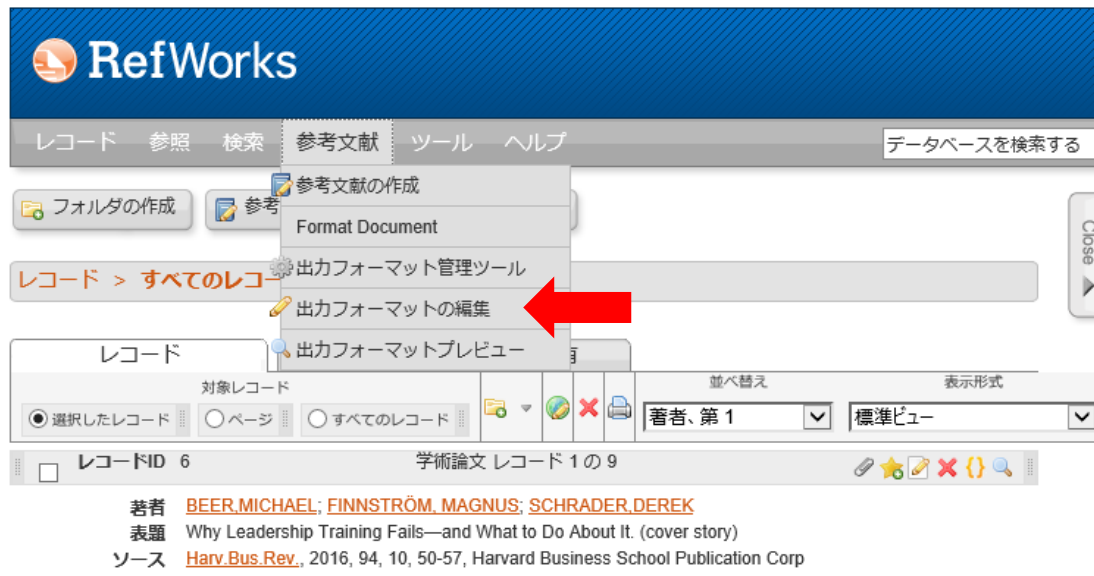 RefWorks
レコード 参照 検索 参考文献 ツール ヘルプ データベースを検索する
参考文献の作成
フォルダの作成 参考
Format Document
出力フォーマット管理ツール
レコード > すべてのレコー
出力フォーマットの編集
出力フォーマットプレビュー
Close
レコード 有
対象レコード 並べ替え 表示形式
選択したレコード ページ すべてのレコード 著者、第 1 標準ビュー
レコードID 6 学術論文 レコード 1 の 9
著者 BEER,MICHAEL; FINNSTRÖM, MAGNUS; SCHRADER,DEREK
表題 Why Leadership Training Fails—and What to Do About It. (cover story)
ソース Harv.Bus.Rev., 2016, 94, 10, 50-57, Harvard Business School Publication Corp